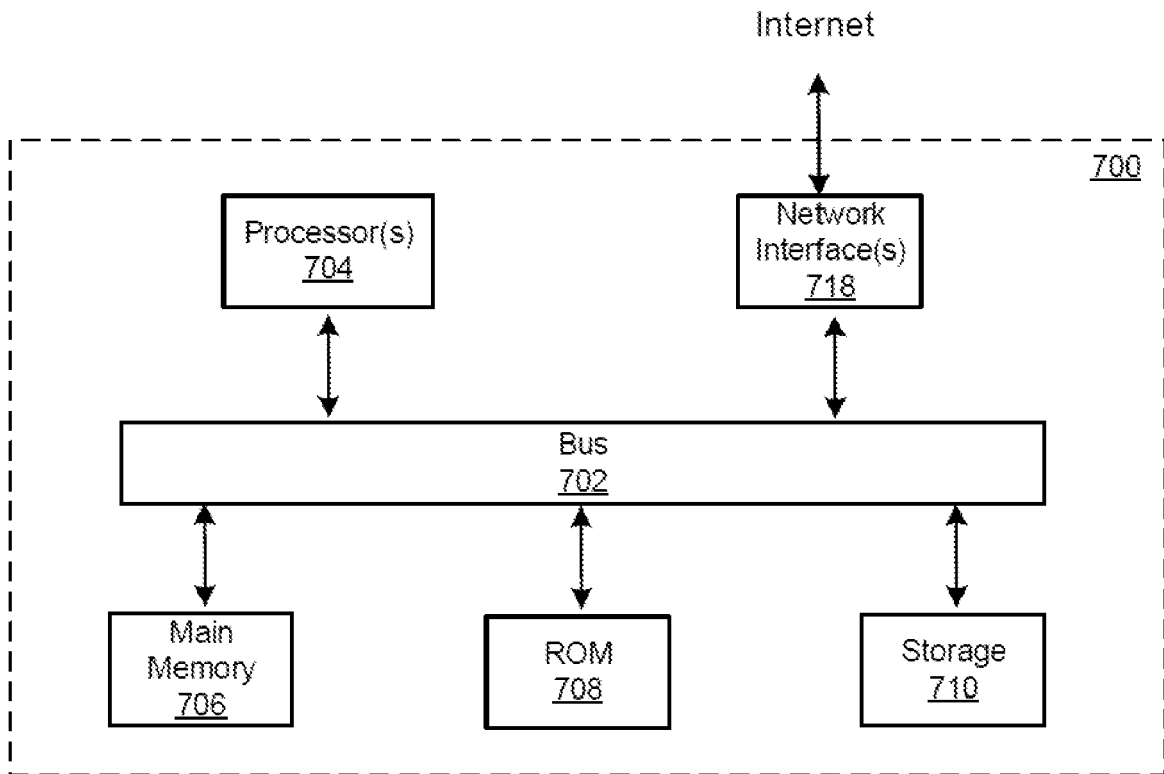 Internet
700
Processor(s)
704
Network
Interface(s)
718
Bus
702
Main
Memory
706
ROM
708
Storage
710